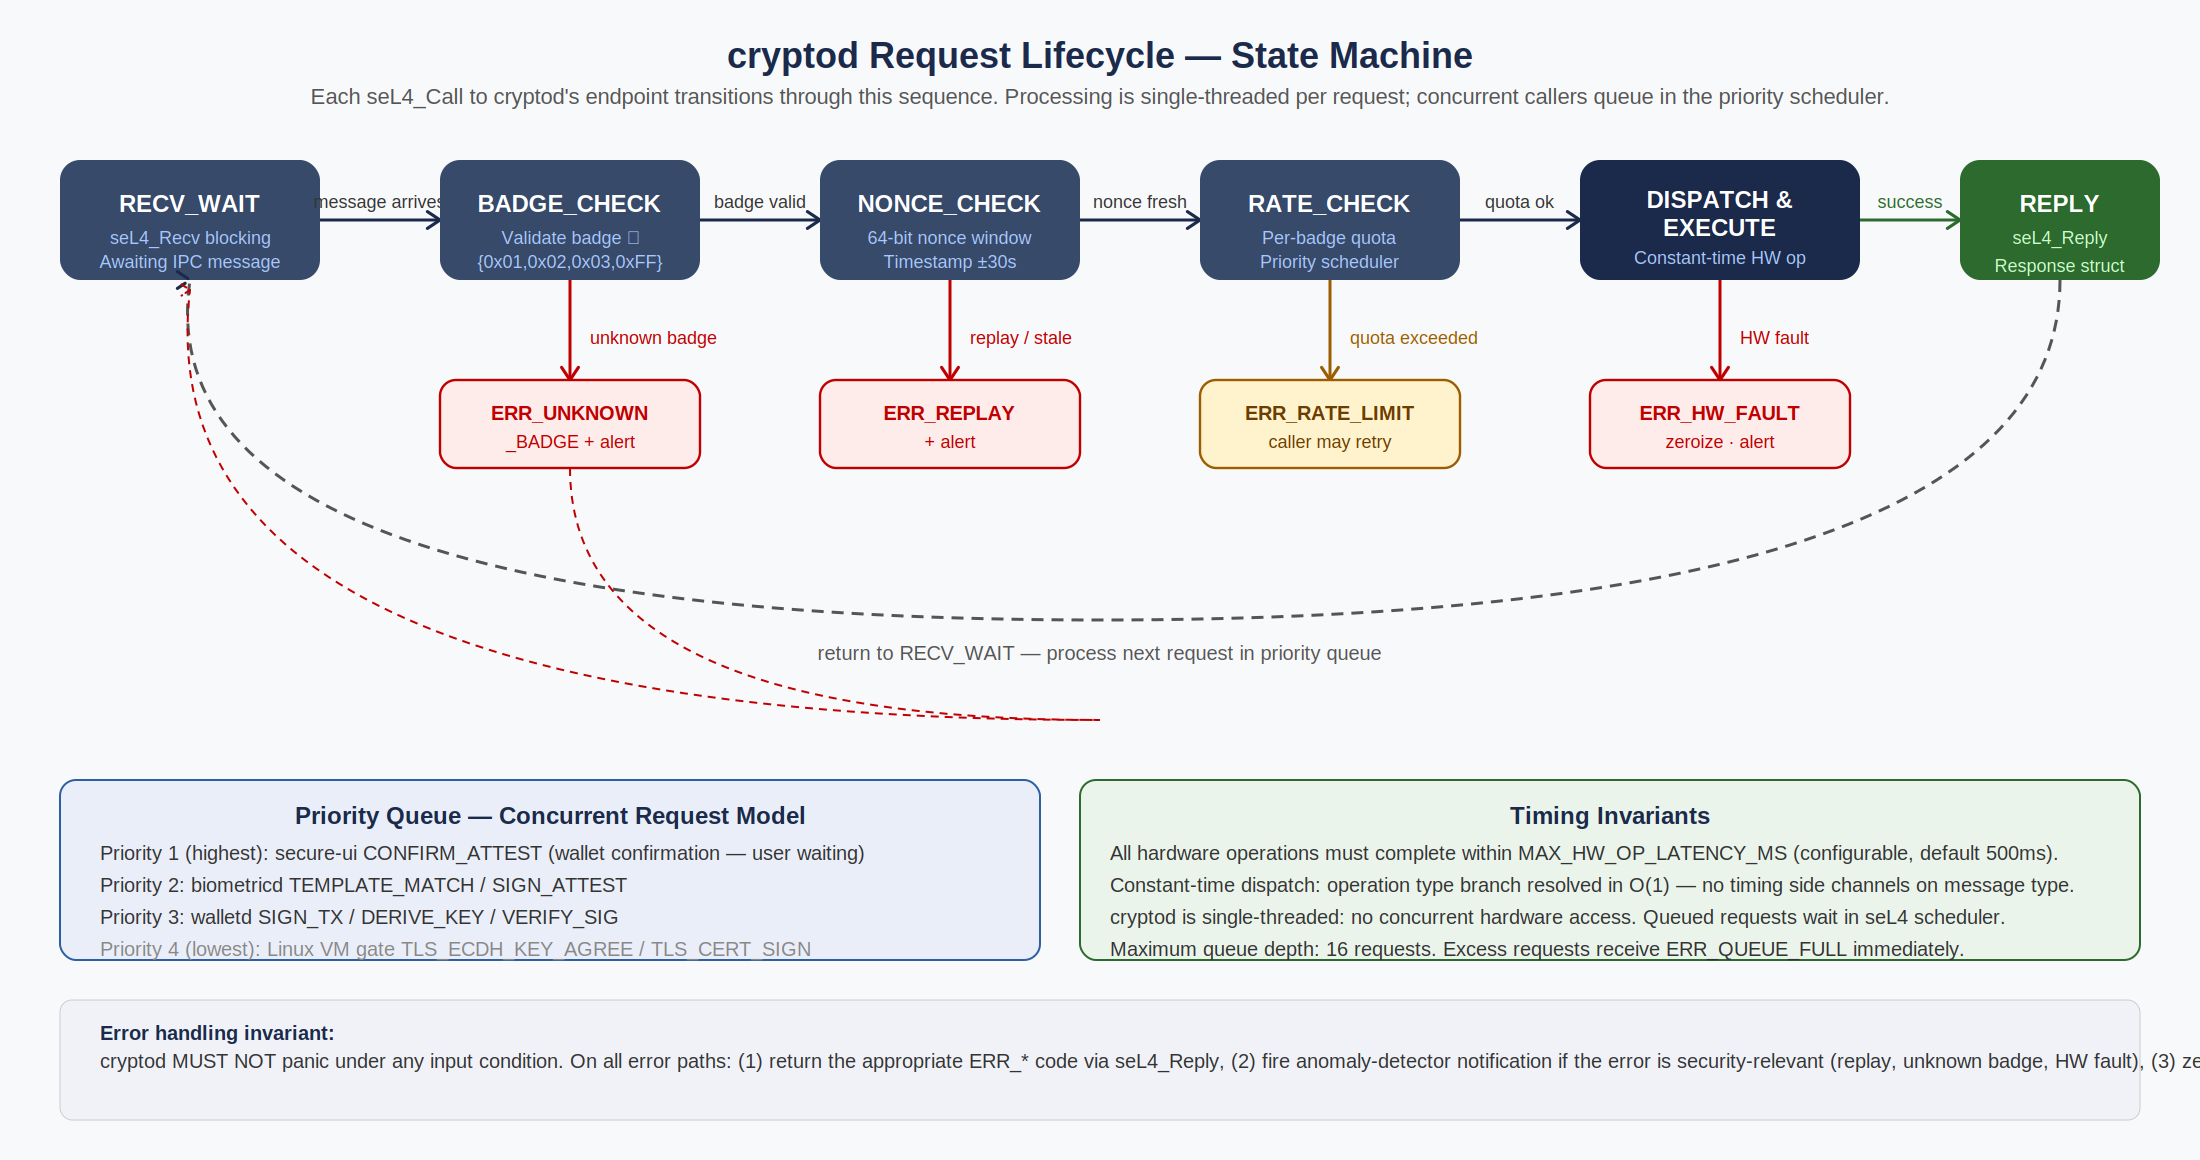 cryptod Request Lifecycle — State Machine
Each seL4_Call to cryptod's endpoint transitions through this sequence. Processing is single-threaded per request; concurrent callers queue in the priority scheduler.
RECV_WAIT
seL4_Recv blocking
Awaiting IPC message
message arrives
BADGE_CHECK
Validate badge
{0x01,0x02,0x03,0xFF}
badge valid
NONCE_CHECK
64-bit nonce window
Timestamp ±30s
nonce fresh
RATE_CHECK
Per-badge quota
Priority scheduler
quota ok
DISPATCH &
EXECUTE
Constant-time HW op
success
REPLY
seL4_Reply
Response struct
unknown badge
replay / stale
quota exceeded
HW fault
ERR_UNKNOWN
_BADGE + alert
ERR_REPLAY
+ alert
ERR_RATE_LIMIT
caller may retry
ERR_HW_FAULT
zeroize · alert
return to RECV_WAIT — process next request in priority queue
Priority Queue — Concurrent Request Model
Priority 1 (highest): secure-ui CONFIRM_ATTEST (wallet confirmation — user waiting)
Priority 2: biometricd TEMPLATE_MATCH / SIGN_ATTEST
Priority 3: walletd SIGN_TX / DERIVE_KEY / VERIFY_SIG
Priority 4 (lowest): Linux VM gate TLS_ECDH_KEY_AGREE / TLS_CERT_SIGN
Timing Invariants
All hardware operations must complete within MAX_HW_OP_LATENCY_MS (configurable, default 500ms).
Constant-time dispatch: operation type branch resolved in O(1) — no timing side channels on message type.
cryptod is single-threaded: no concurrent hardware access. Queued requests wait in seL4 scheduler.
Maximum queue depth: 16 requests. Excess requests receive ERR_QUEUE_FULL immediately.
Error handling invariant:
cryptod MUST NOT panic under any input condition. On all error paths: (1) return the appropriate ERR_* code via seL4_Reply, (2) fire anomaly-detector notification if the error is security-relevant (replay, unknown badge, HW fault), (3)